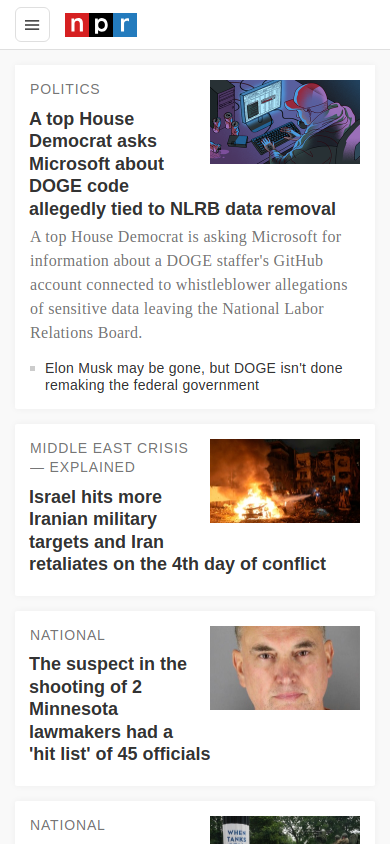 npr
POLITICS
A top House
Democrat asks
Microsoft about
DOGE code
allegedly tied to NLRB data removal
A top House Democrat is asking Microsoft for
information about a DOGE staffer's GitHub
account connected to whistleblower allegations
of sensitive data leaving the National Labor
Relations Board.
Elon Musk may be gone, but DOGE isn't done
remaking the federal government
MIDDLE EAST CRISIS
— EXPLAINED
Israel hits more
Iranian military
targets and Iran
retaliates on the 4th day of conflict
NATIONAL
The suspect in the
shooting of 2
Minnesota
lawmakers had a
'hit list' of 45 officials
NATIONAL
WHEN
TANKS